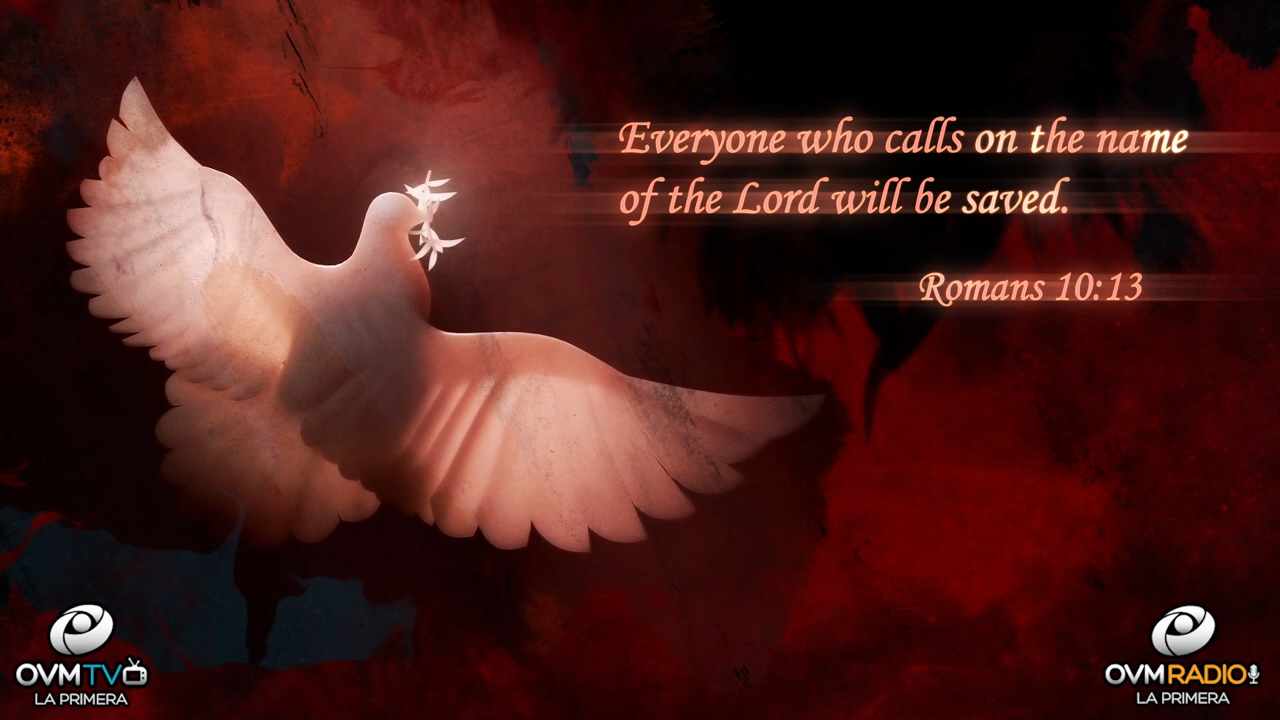 Everyone who calls on the name
of the Lord will be saved.
Romans 10:13
OVMTV
LA PRIMERA
OVMRADIO
LA PRIMERA